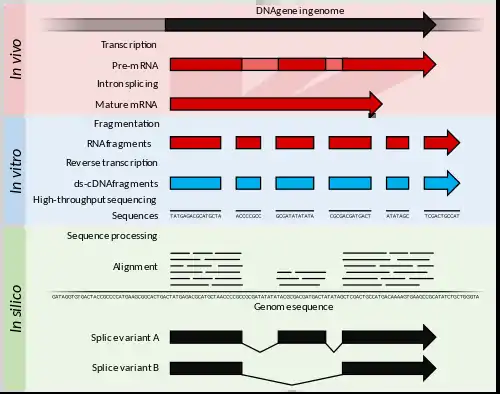 DNA gene in genome
In vivo
Transcription
Pre-mRNA
Intron splicing
Mature mRNA
Fragmentation
RNA fragments
In vitro
Reverse transcription
ds-cDNA fragments
High-throughput sequencing
Sequences TATGAGACGCATGCTA ACCCCGCC GCGATATATATA CGCGACGATGACT ATATAGC TCGACTGCCAT
Sequence processing
Alignment
In silico
Genome sequence
Splice variant A
Splice variant B